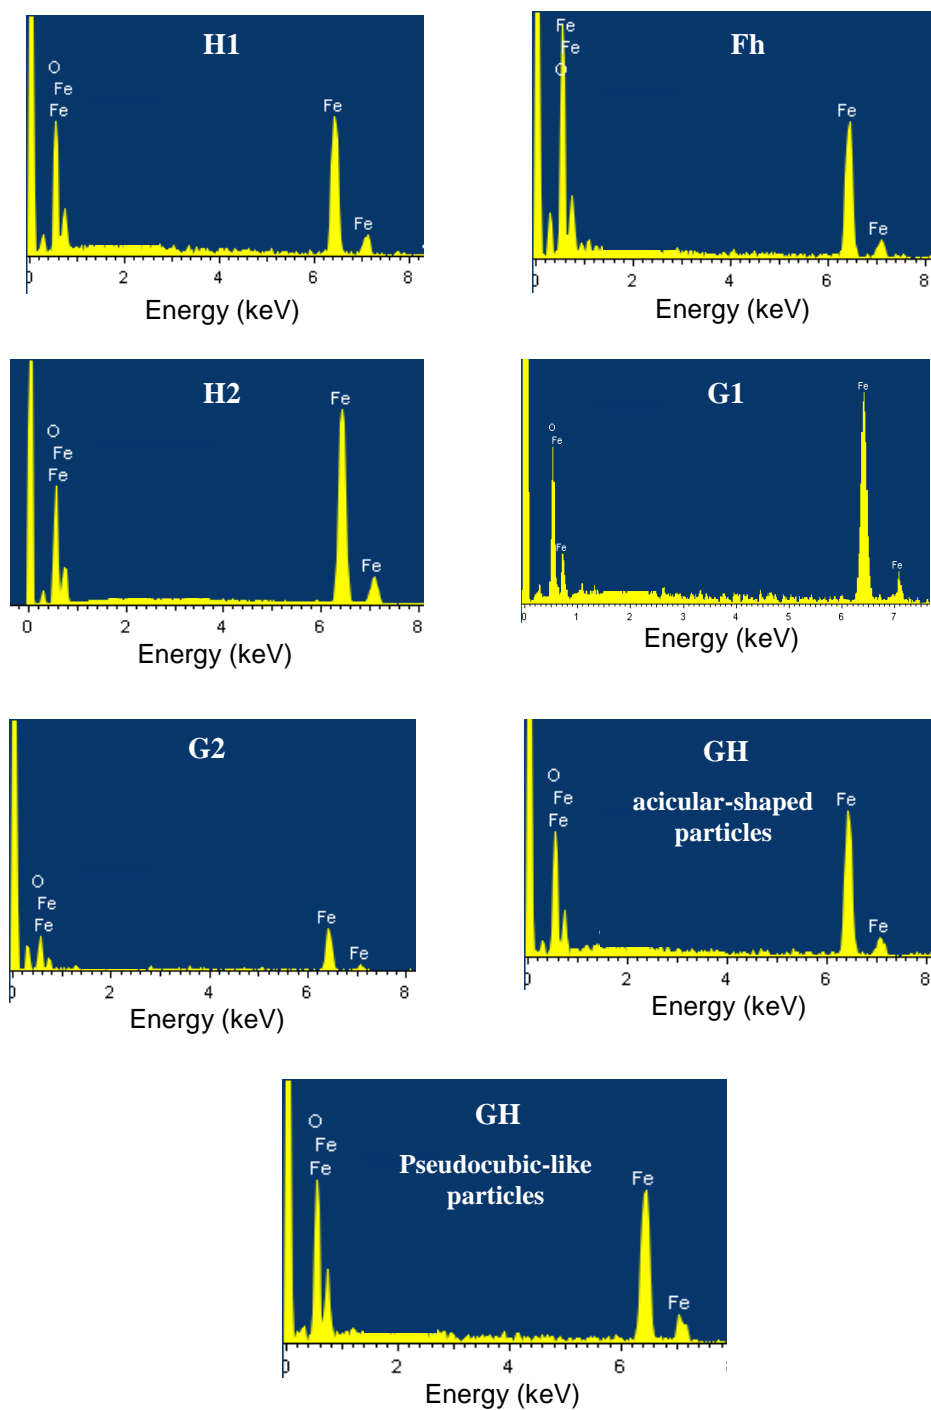 H1
O
Fe
Fe
Fe
Fe
0 2 4 6 8
Energy (keV)
Fh
Fe
Fe
O
Fe
Fe
0 2 4 6 8
Energy (keV)
H2
O
Fe
Fe
Fe
Fe
0 2 4 6 8
Energy (keV)
G1
O
Fe
Fe
Fe
Fe
0 1 2 3 4 5 6 7
Energy (keV)
G2
O
Fe
Fe
Fe
Fe
0 2 4 6 8
Energy (keV)
GH
acicular-shaped
particles
O
Fe
Fe
Fe
Fe
0 2 4 6 8
Energy (keV)
GH
Pseudocubic-like
particles
O
Fe
Fe
Fe
Fe
0 2 4 6
Energy (keV)